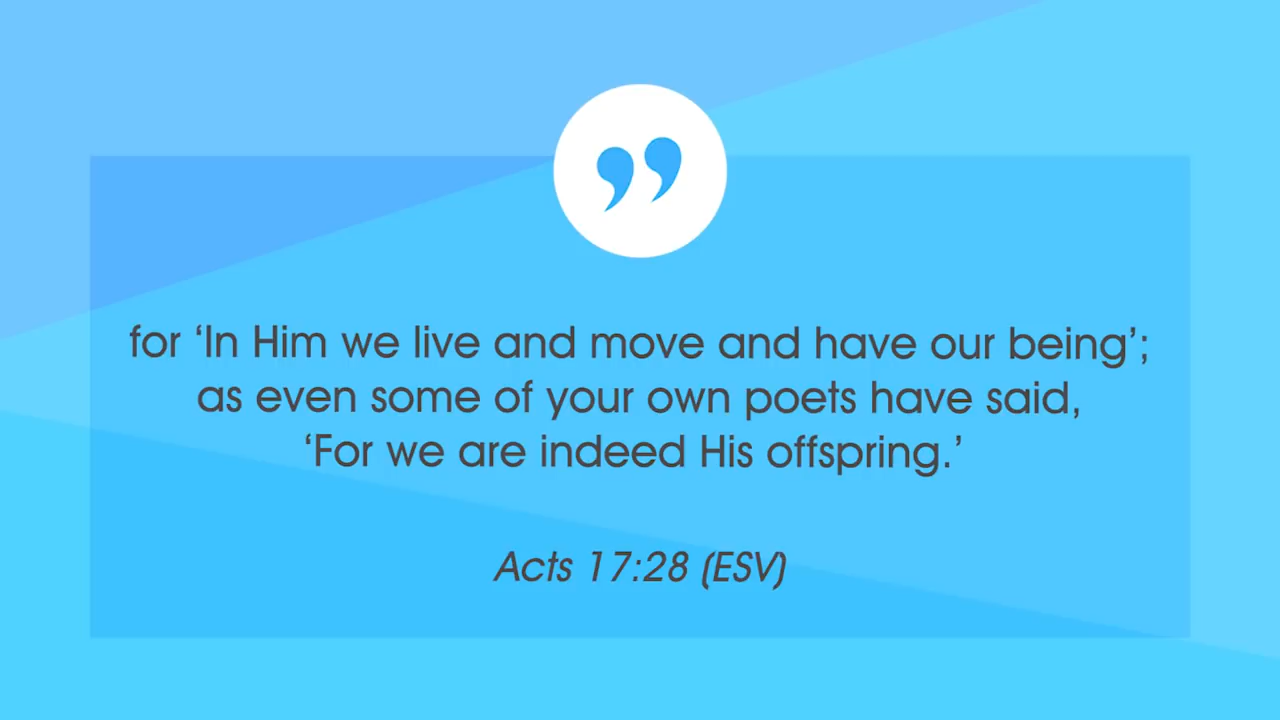 for ‘In Him we live and move and have our being’;
as even some of your own poets have said,
‘For we are indeed His offspring.’
Acts 17:28 (ESV)